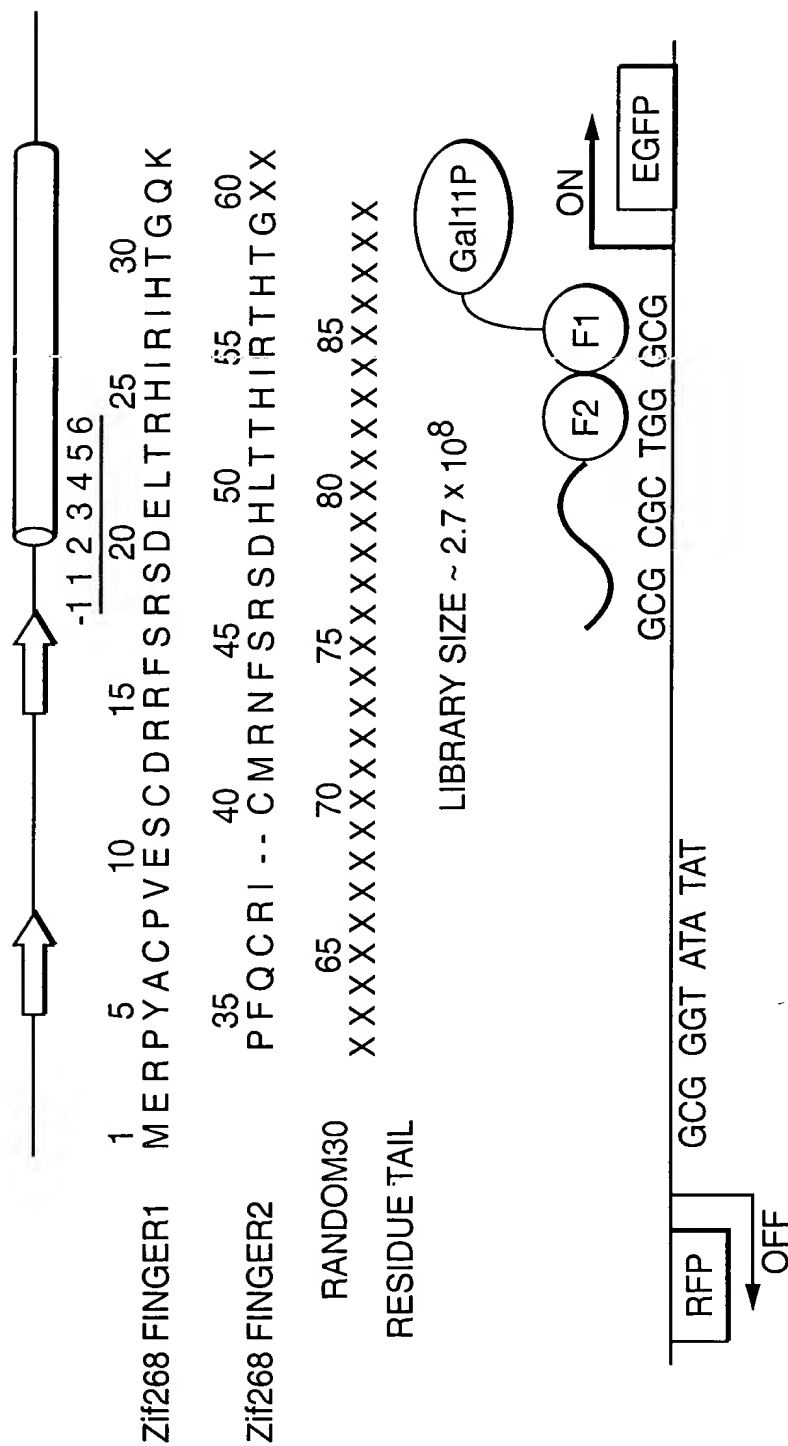 -1 1 2 3 4 5 6
1 5 10 15 20 25 30
Zif268 FINGER1 M E R P Y A C P V E S C D R R F S R S D E L T R H I R I H T G Q K
35 40 45 50 55 60
Zif268 FINGER2 P F Q C R I - - C M R N F S R S D H L T T H I R T H T G X X
65 70 75 80 85
RANDOM30 X X X X X X X X X X X X X X X X X X X X X X X X X X X X
RESIDUE TAIL
LIBRARY SIZE ~ 2.7 x 10⁸
Gal11P
F2 F1
ON
EGFP
GCG CGC TGG GCG
GCG GGT ATA TAT
RFP
OFF